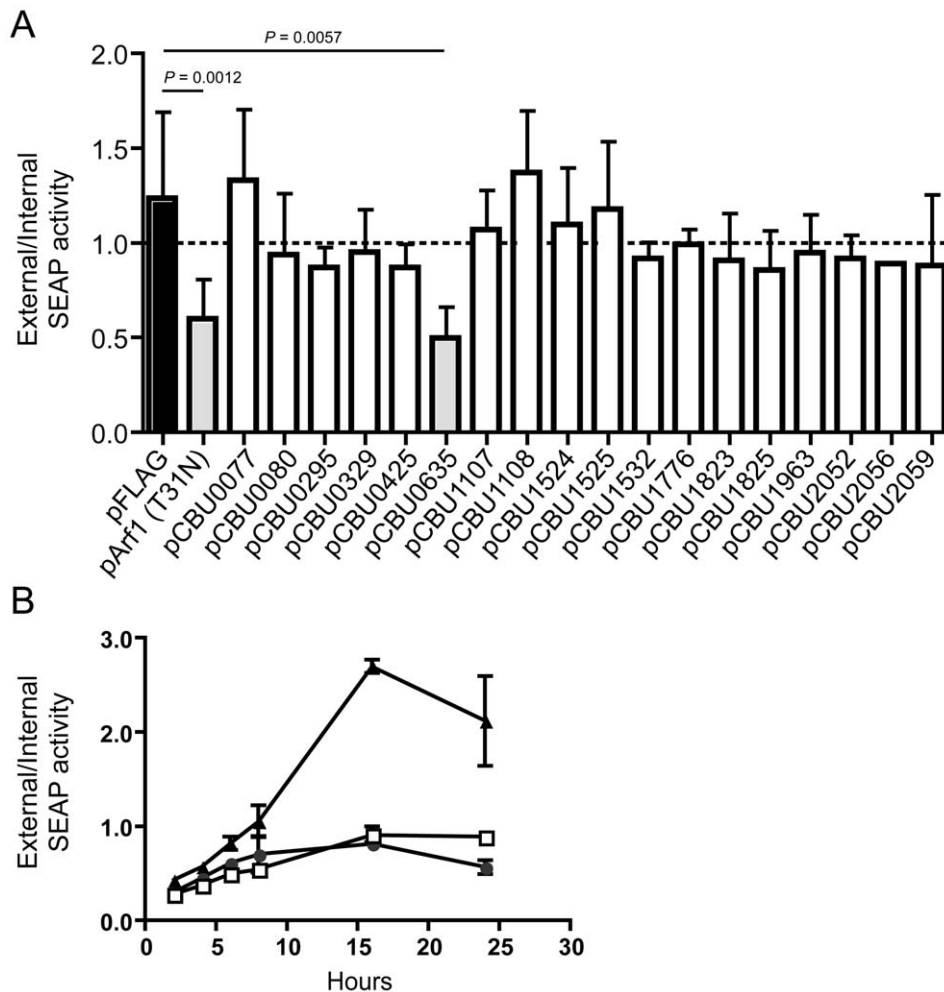 A
P = 0.0057
P = 0.0012
External/Internal
SEAP activity
2.0
1.5
1.0
0.5
0.0
pFLAG
pArf1 (T31N)
pCBU0077
pCBU0080
pCBU0295
pCBU0329
pCBU0425
pCBU0635
pCBU1107
pCBU1108
pCBU1524
pCBU1525
pCBU1532
pCBU1776
pCBU1823
pCBU1825
pCBU1963
pCBU2052
pCBU2056
pCBU2059
B
External/Internal
SEAP activity
3.0
2.0
1.0
0.0
0 5 10 15 20 25 30
Hours